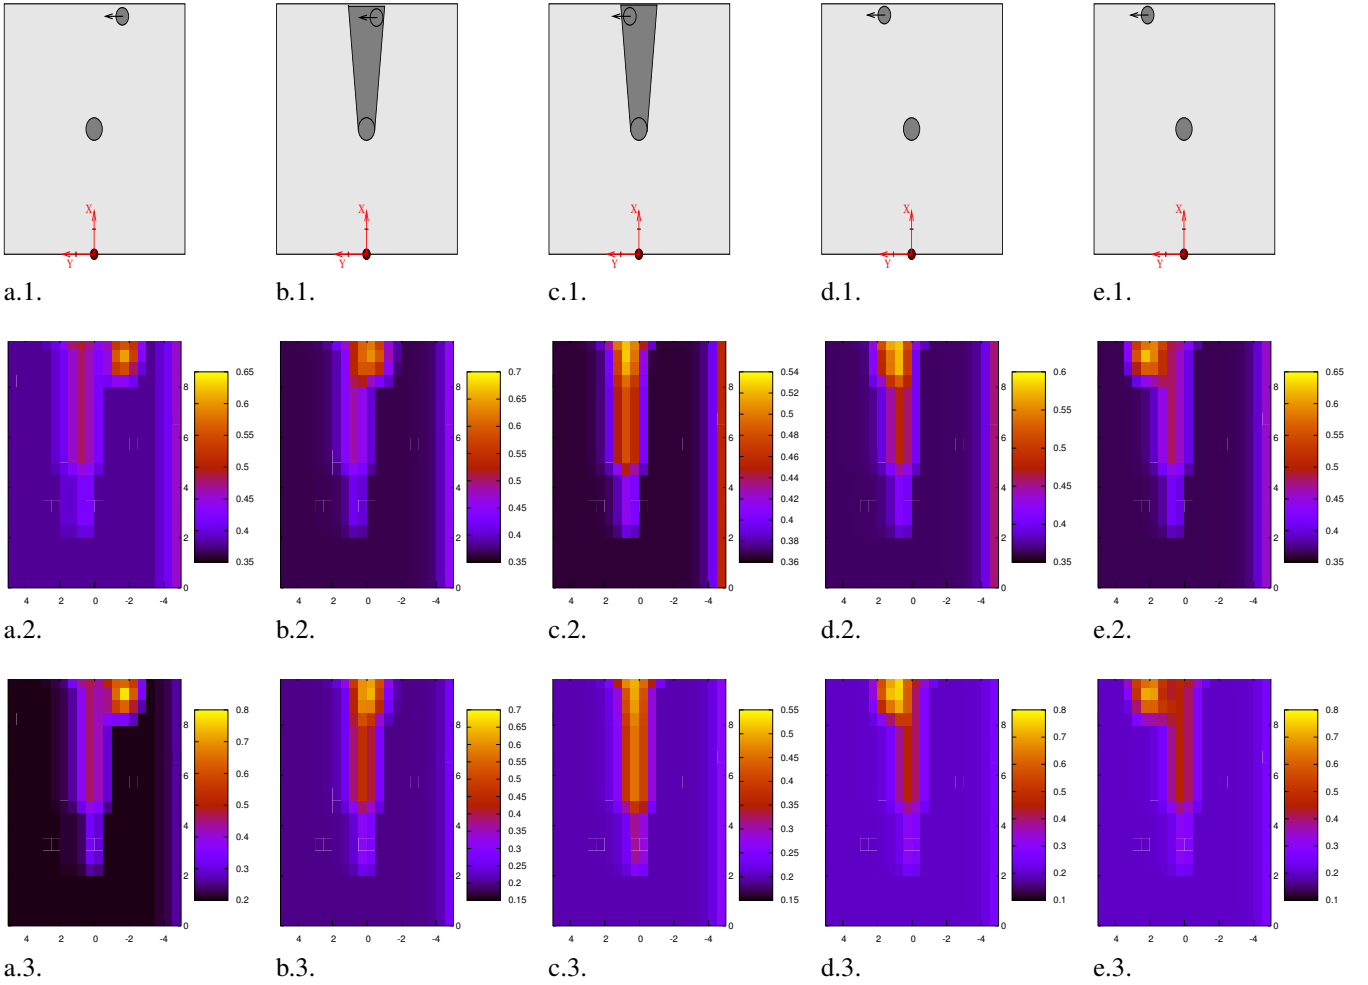 X X X X X
Y Y Y Y Y
a.1. b.1. c.1. d.1. e.1.
0.65 0.7 0.54 0.6 0.65
8 0.6 8 0.65 8 0.52 8 0.55 8 0.6
0.55 0.6 0.5 0.55
6 0.5 6 0.55 6 0.48 6 0.5 6 0.5
0.45 0.5 0.46 0.45 0.45
4 0.4 4 0.45 4 0.44 4 0.4 4 0.4
0.35 0.4 0.42 0.35 0.35
2 2 0.35 2 0.4 2 2
0.38
0.36
0 0 0 0 0
4 2 0 -2 -4 4 2 0 -2 -4 4 2 0 -2 -4 4 2 0 -2 -4 4 2 0 -2 -4
a.2. b.2. c.2. d.2. e.2.
0.8 0.7 0.55 0.8 0.8
8 0.7 8 0.65 8 0.5 8 0.7 8 0.7
0.6 0.6 0.45 0.6 0.6
6 0.5 6 0.55 6 0.4 6 0.5 6 0.5
0.4 0.5 0.35 0.4 0.4
4 0.3 4 0.45 4 0.3 4 0.3 4 0.3
0.2 0.4 0.25 0.2 0.2
2 2 0.35 2 0.2 2 0.1 2 0.1
0.3 0.15
0.25
0.2
0.15
0 0 0 0 0
4 2 0 -2 -4 4 2 0 -2 -4 4 2 0 -2 -4 4 2 0 -2 -4 4 2 0 -2 -4
a.3. b.3. c.3. d.3. e.3.